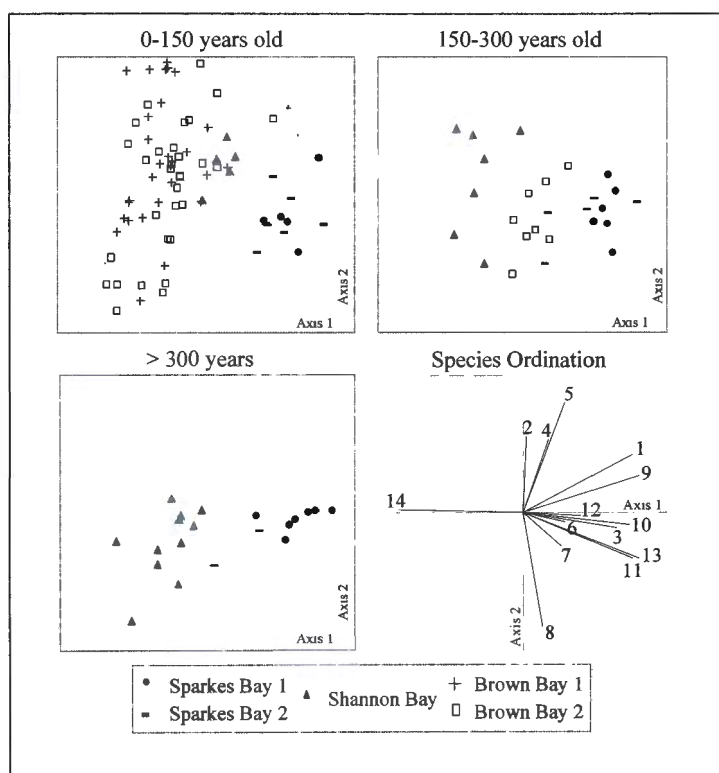 0-150 years old
150-300 years old
Axis 2
Axis 1
Axis 2
Axis 1
> 300 years
Species Ordination
Axis 2
Axis 1
5
2 4
1
9
14
12 Axis 1
6 10
3
7
13
11
8
Axis 2
Sparkes Bay 1
Sparkes Bay 2
Shannon Bay
Brown Bay 1
Brown Bay 2